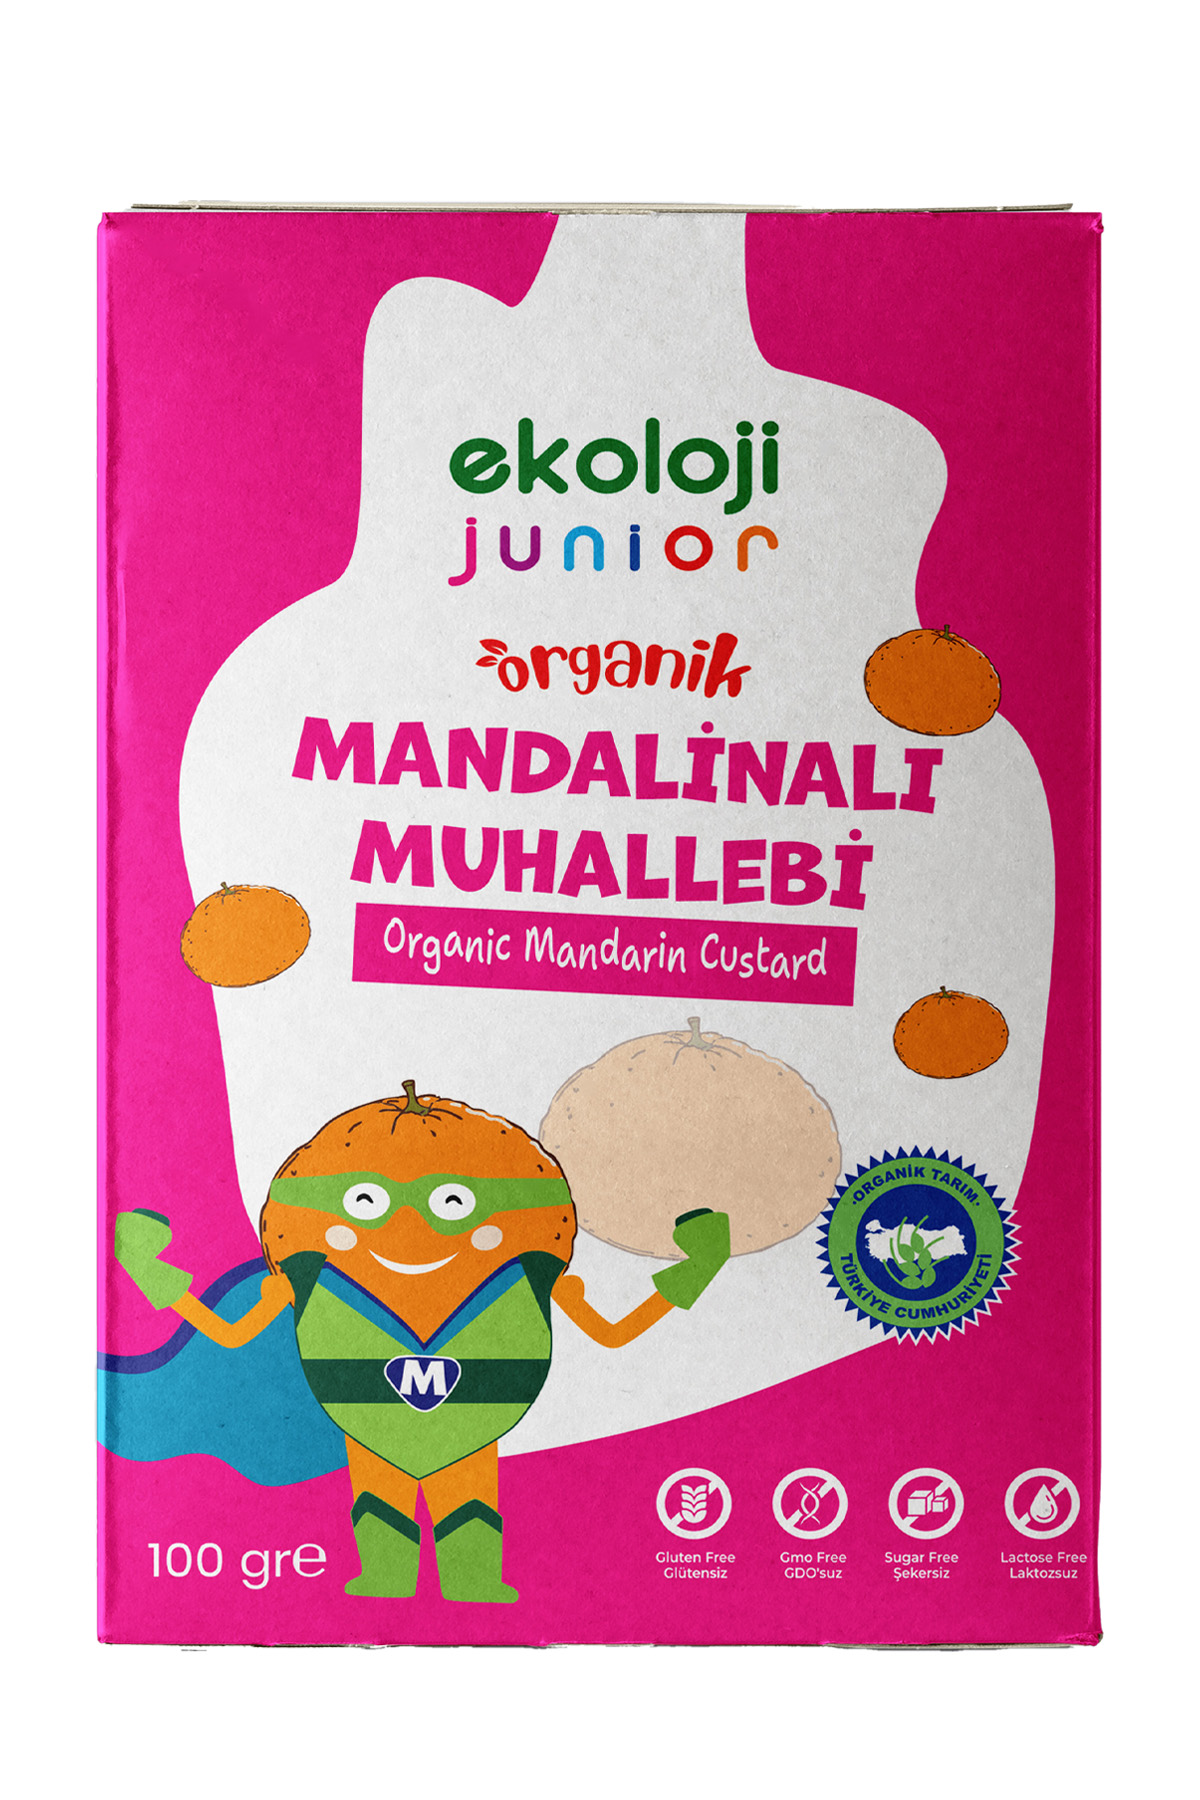 ekoloji
junior
organik
MANDALİNALI
MUHALLEBİ
Organic Mandarin Custard
·ORGANİK TARIM·
TÜRKİYE CUMHURİYETİ
M
100 gr℮
Gluten Free
Glütensiz
Gmo Free
GDO'suz
Sugar Free
Şekersiz
Lactose Free
Laktozsuz